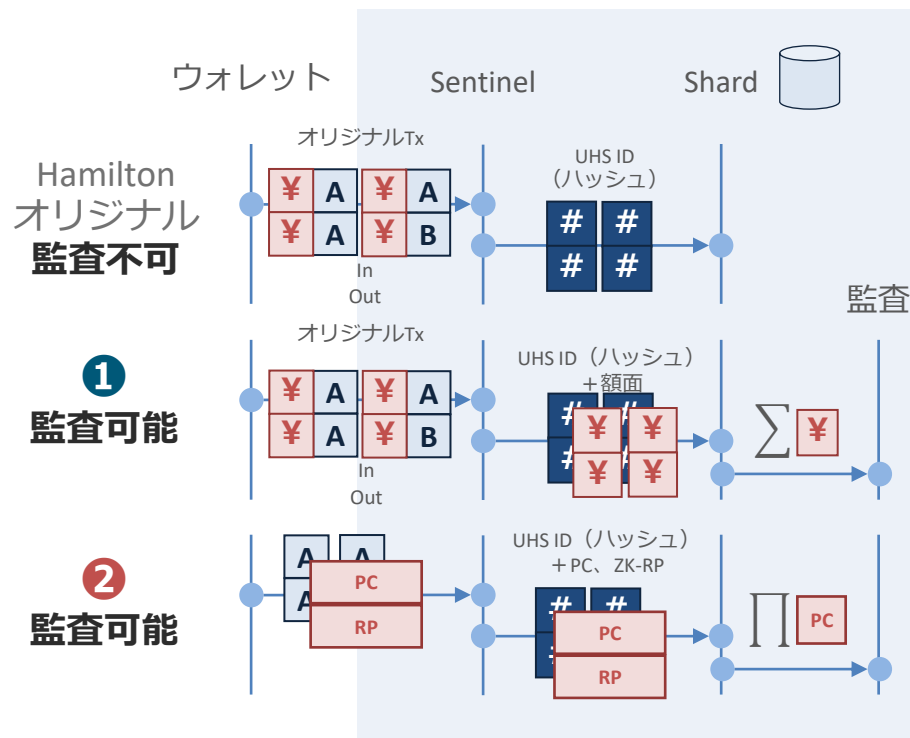 ウォレット
Sentinel
Shard
オリジナルTx
Hamilton
オリジナル
監査不可
¥ A ¥ A
¥ A ¥ B
In
Out
UHS ID
（ハッシュ）
# #
# #
監査
❶
監査可能
オリジナルTx
¥ A ¥ A
¥ A ¥ B
In
Out
UHS ID（ハッシュ）
＋額面
# #
¥ ¥
#
¥ ¥
∑ ¥
❷
監査可能
A A
A
PC
RP
UHS ID（ハッシュ）
＋PC、ZK-RP
# #
#
PC
RP
∏ PC